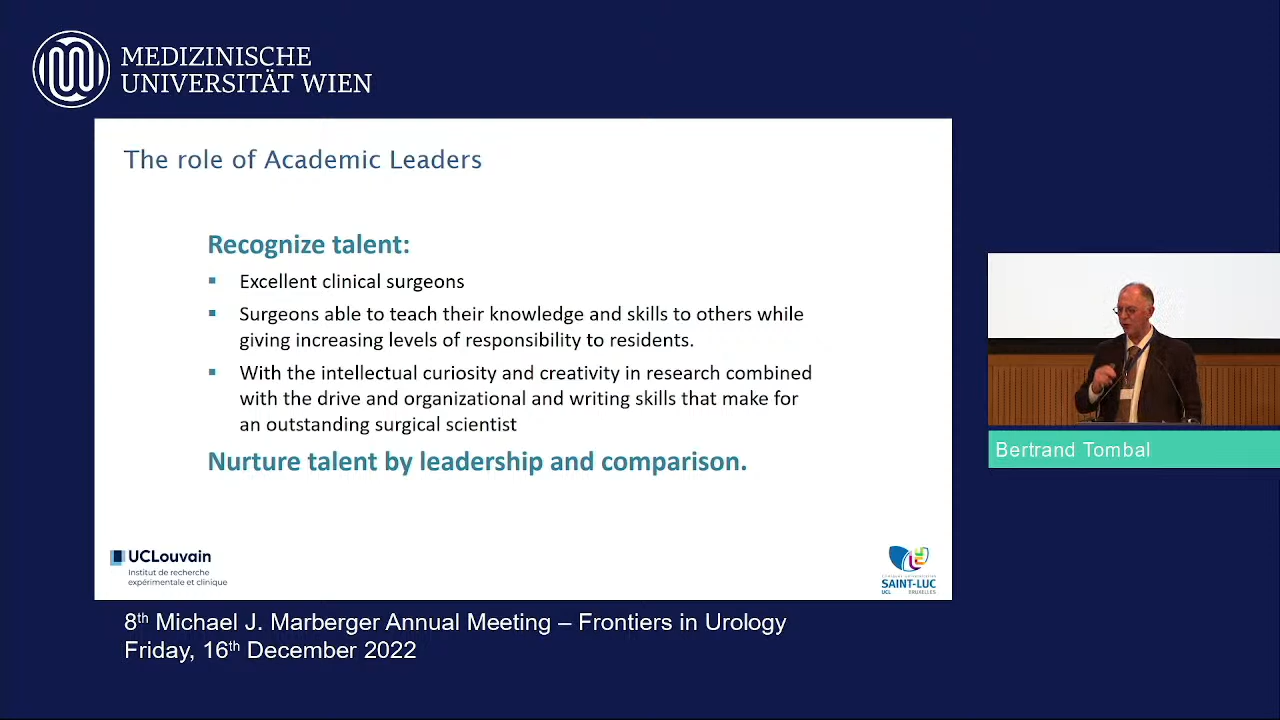 MEDIZINISCHE
UNIVERSITÄT WIEN
The role of Academic Leaders
Recognize talent:
▪ Excellent clinical surgeons
▪ Surgeons able to teach their knowledge and skills to others while
giving increasing levels of responsibility to residents.
▪ With the intellectual curiosity and creativity in research combined
with the drive and organizational and writing skills that make for
an outstanding surgical scientist
Nurture talent by leadership and comparison.
UCLouvain
Institut de recherche
expérimentale et clinique
SAINT-LUC
UCL BRUXELLES
Bertrand Tombal
8th Michael J. Marberger Annual Meeting – Frontiers in Urology
Friday, 16th December 2022